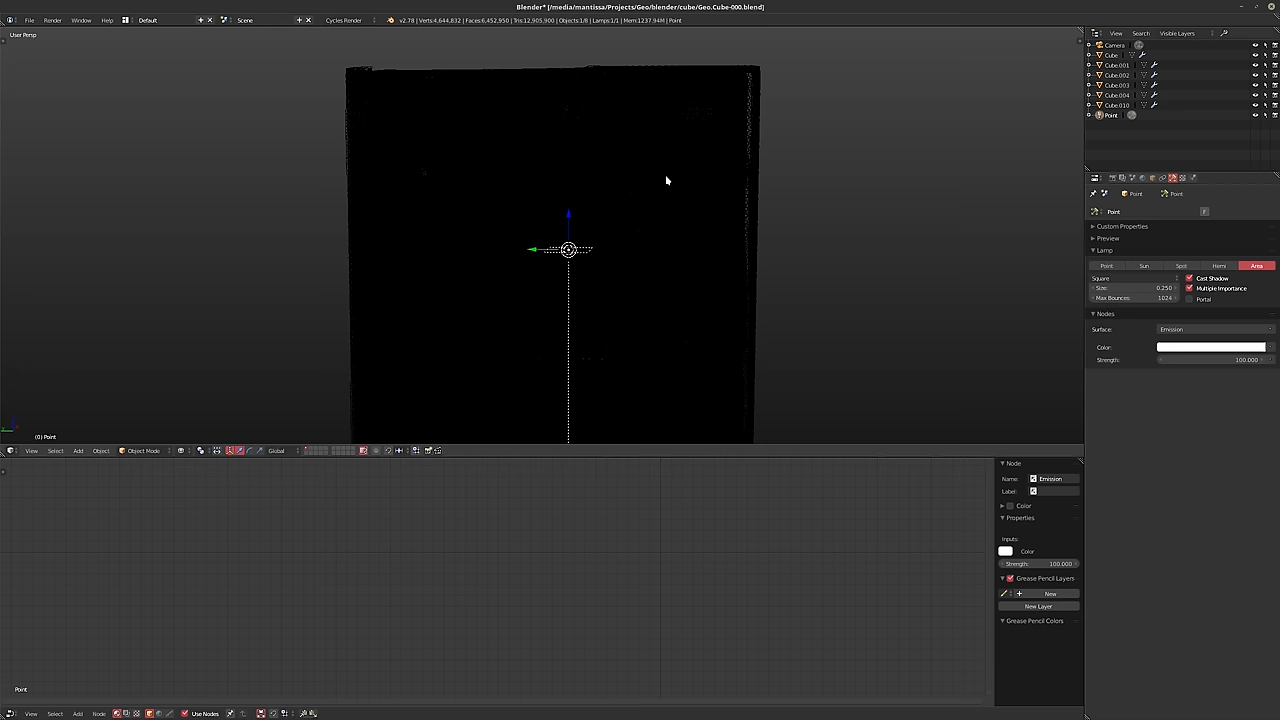 Blender* [/media/mantissa/Projects/Geo/blender/cube/Geo.Cube-000.blend]
File Render Window Help Default Scene Cycles Render v2.78 | Verts:4,644,832 | Faces:6,452,950 | Tris:12,905,900 | Objects:1/8 | Lamps:1/1 | Mem:1237.94M | Point
User Persp
(0) Point
View Select Add Object Object Mode Global
Point
View Select Add Node Use Nodes
Node
Name: Emission
Label:
Color
Properties
Inputs:
Color
Strength: 100.000
Grease Pencil Layers
New
New Layer
Grease Pencil Colors
View Search Visible Layers
Camera
Cube
Cube.001
Cube.002
Cube.003
Cube.004
Cube.010
Point
Point Point
Point F
Custom Properties
Preview
Lamp
Point Sun Spot Hemi Area
Square Cast Shadow
Size: 0.250 Multiple Importance
Max Bounces: 1024 Portal
Nodes
Surface: Emission
Color:
Strength: 100.000